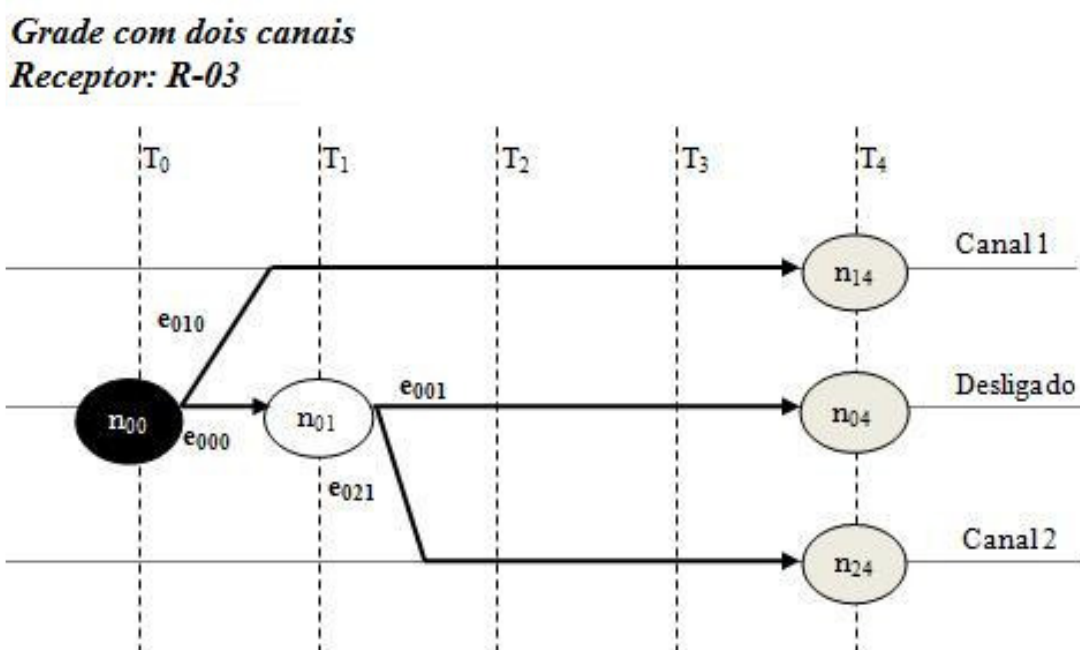 Grade com dois canais
Receptor: R-03
T₀ T₁ T₂ T₃ T₄
Canal 1
n₁₄
e₀₁₀
Desligado
e₀₀₁
n₀₀
n₀₁
n₀₄
e₀₀₀
e₀₂₁
Canal 2
n₂₄